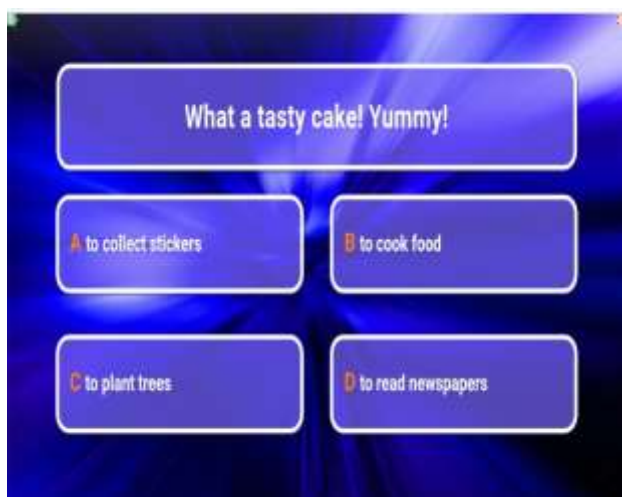 What a tasty cake! Yummy!
A to collect stickers
B to cook food
C to plant trees
D to read newspapers